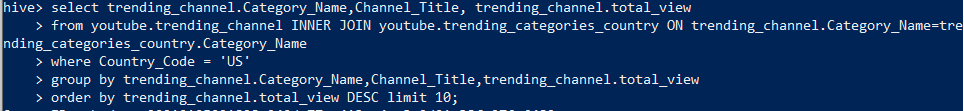 hive> select trending_channel.Category_Name,Channel_Title, trending_channel.total_view
    > from youtube.trending_channel INNER JOIN youtube.trending_categories_country ON trending_channel.Category_Name=tre
nding_categories_country.Category_Name
    > where Country_Code = 'US'
    > group by trending_channel.Category_Name,Channel_Title,trending_channel.total_view
    > order by trending_channel.total_view DESC limit 10;